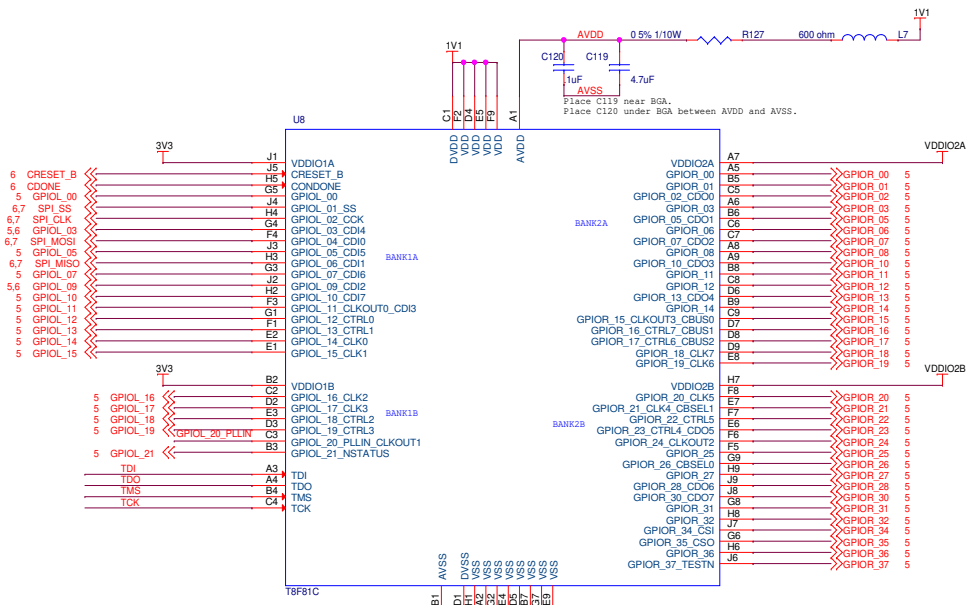 1V1
AVDD 0 5% 1/10W R127 600 ohm L7
1V1
C120 C119
.1uF 4.7uF
AVSS
Place C119 near BGA.
Place C120 under BGA between AVDD and AVSS.
C1 F2 D4 E5 F9 A1
U8
DVDD VDD VDD VDD VDD AVDD
3V3 J1 VDDIO1A
6 CRESET_B J5 CRESET_B
6 CDONE H5 CONDONE
5 GPIOL_00 G5 GPIOL_00
6,7 SPI_SS J4 GPIOL_01_SS
6,7 SPI_CLK H4 GPIOL_02_CCK
5,6 GPIOL_03 G4 GPIOL_03_CDI4
6,7 SPI_MOSI F4 GPIOL_04_CDI0
5 GPIOL_05 J3 GPIOL_05_CDI5
6,7 SPI_MISO H3 GPIOL_06_CDI1
5 GPIOL_07 G3 GPIOL_07_CDI6
5,6 GPIOL_09 J2 GPIOL_09_CDI2
5 GPIOL_10 H2 GPIOL_10_CDI7
5 GPIOL_11 F3 GPIOL_11_CLKOUT0_CDI3
5 GPIOL_12 G1 GPIOL_12_CTRL0
5 GPIOL_13 F1 GPIOL_13_CTRL1
5 GPIOL_14 E2 GPIOL_14_CLK0
5 GPIOL_15 E1 GPIOL_15_CLK1
BANK1A
3V3 B2 VDDIO1B
5 GPIOL_16 C2 GPIOL_16_CLK2
5 GPIOL_17 D2 GPIOL_17_CLK3
5 GPIOL_18 E3 GPIOL_18_CTRL2
5 GPIOL_19 D3 GPIOL_19_CTRL3
GPIOL_20_PLLIN C3 GPIOL_20_PLLIN_CLKOUT1
5 GPIOL_21 B3 GPIOL_21_NSTATUS
BANK1B
TDI A3 TDI
TDO A4 TDO
TMS B4 TMS
TCK C4 TCK
BANK2A
VDDIO2A A7 VDDIO2A
GPIOR_00 A5 GPIOR_00 5
GPIOR_01 B5 GPIOR_01 5
GPIOR_02_CDO0 C5 GPIOR_02 5
GPIOR_03 A6 GPIOR_03 5
GPIOR_05_CDO1 B6 GPIOR_05 5
GPIOR_06 C6 GPIOR_06 5
GPIOR_07_CDO2 C7 GPIOR_07 5
GPIOR_08 A8 GPIOR_08 5
GPIOR_10_CDO3 A9 GPIOR_10 5
GPIOR_11 B8 GPIOR_11 5
GPIOR_12 C8 GPIOR_12 5
GPIOR_13_CDO4 D6 GPIOR_13 5
GPIOR_14 B9 GPIOR_14 5
GPIOR_15_CLKOUT3_CBUS0 C9 GPIOR_15 5
GPIOR_16_CTRL7_CBUS1 D7 GPIOR_16 5
GPIOR_17_CTRL6_CBUS2 D8 GPIOR_17 5
GPIOR_18_CLK7 D9 GPIOR_18 5
GPIOR_19_CLK6 E8 GPIOR_19 5
BANK2B
VDDIO2B H7 VDDIO2B
GPIOR_20_CLK5 F8 GPIOR_20 5
GPIOR_21_CLK4_CBSEL1 E7 GPIOR_21 5
GPIOR_22_CTRL5 F7 GPIOR_22 5
GPIOR_23_CTRL4_CDO5 E6 GPIOR_23 5
GPIOR_24_CLKOUT2 F6 GPIOR_24 5
GPIOR_25 F5 GPIOR_25 5
GPIOR_26_CBSEL0 G9 GPIOR_26 5
GPIOR_27 H9 GPIOR_27 5
GPIOR_28_CDO6 J9 GPIOR_28 5
GPIOR_30_CDO7 J8 GPIOR_30 5
GPIOR_31 G8 GPIOR_31 5
GPIOR_32 H8 GPIOR_32 5
GPIOR_34_CSI J7 GPIOR_34 5
GPIOR_35_CSO G6 GPIOR_35 5
GPIOR_36 H6 GPIOR_36 5
GPIOR_37_TESTN J6 GPIOR_37 5
AVSS DVSS VSS VSS VSS VSS VSS VSS VSS VSS
T8F81C
B1 D1 H1 A2 G2 E4 D5 B7 G7 E9